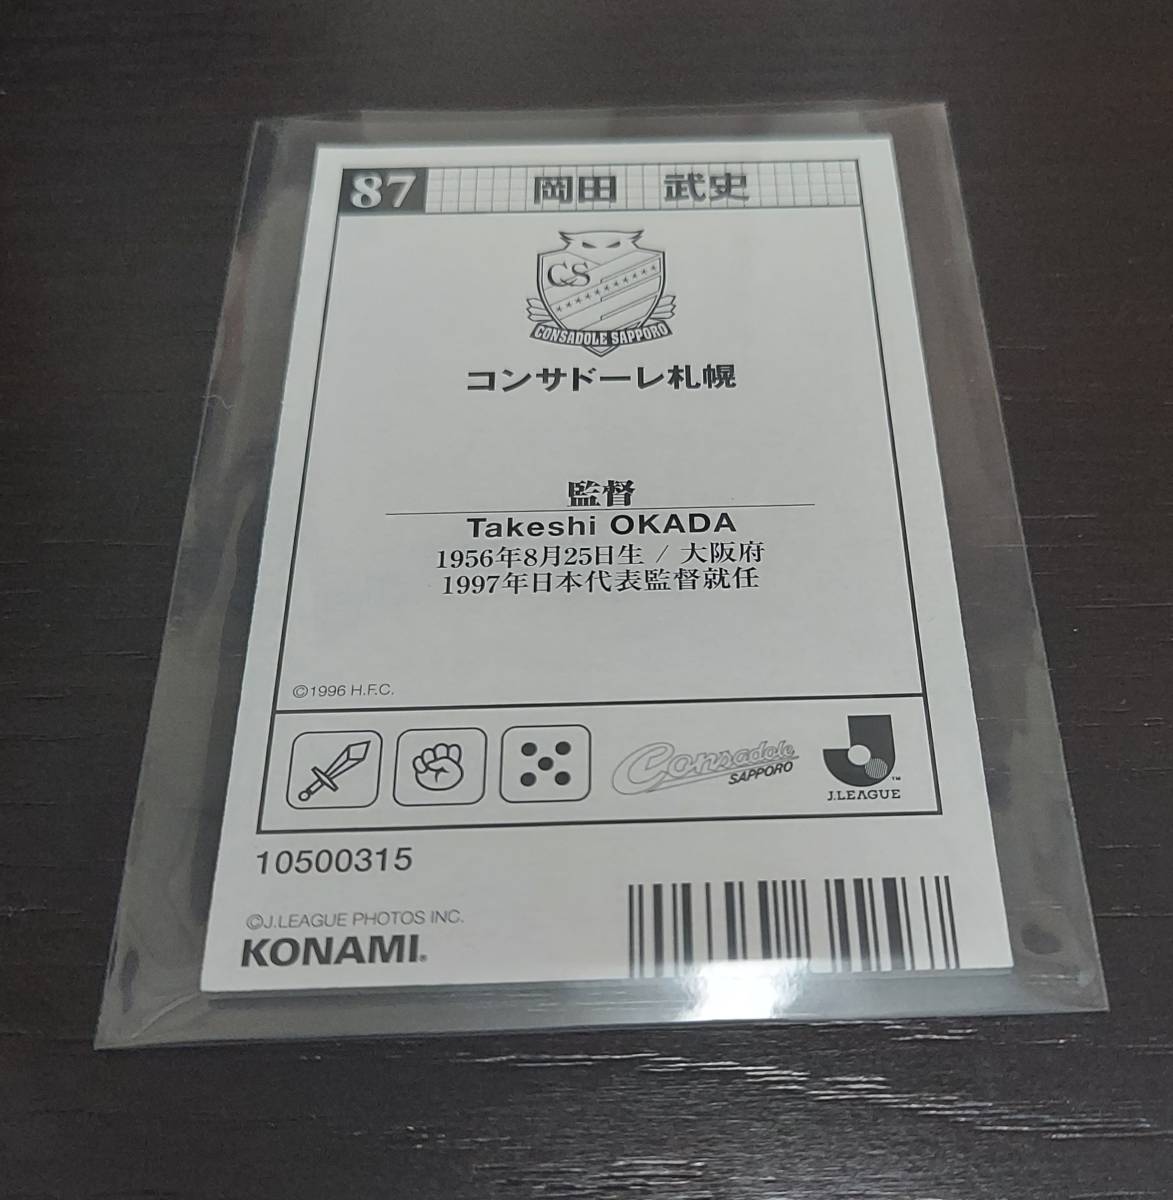 87 岡田 武史
CS
CONSADOLE SAPPORO
コンサドーレ札幌
監督
Takeshi OKADA
1956年8月25日生 / 大阪府
1997年日本代表監督就任
©1996 H.F.C.
Consadole
SAPPORO
J.LEAGUE™
10500315
©J.LEAGUE PHOTOS INC.
KONAMI®